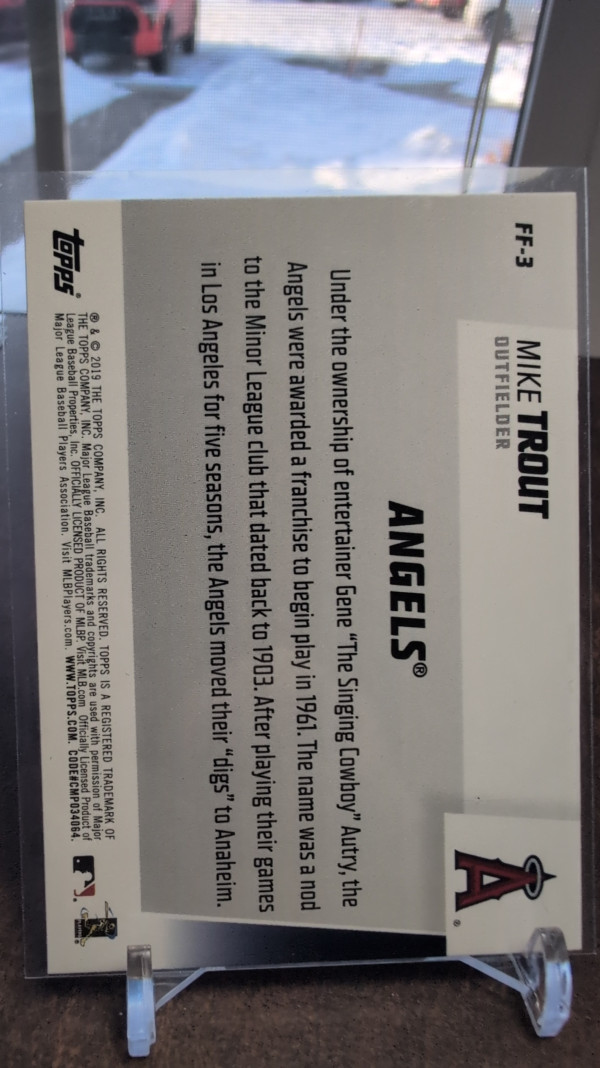 FF-3
MIKE TROUT
OUTFIELDER
A®
ANGELS®
Under the ownership of entertainer Gene “The Singing Cowboy” Autry, the
Angels were awarded a franchise to begin play in 1961. The name was a nod
to the Minor League club that dated back to 1903. After playing their games
in Los Angeles for five seasons, the Angels moved their “digs” to Anaheim.
topps®
® & © 2019 THE TOPPS COMPANY, INC. ALL RIGHTS RESERVED. TOPPS IS A REGISTERED TRADEMARK OF
THE TOPPS COMPANY, INC. Major League Baseball trademarks and copyrights are used with permission of Major
League Baseball Properties, Inc. OFFICIALLY LICENSED PRODUCT OF MLBP. Visit MLB.com Officially Licensed Product of
Major League Baseball Players Association. Visit MLBPlayers.com. WWW.TOPPS.COM. CODE#CMP034064.